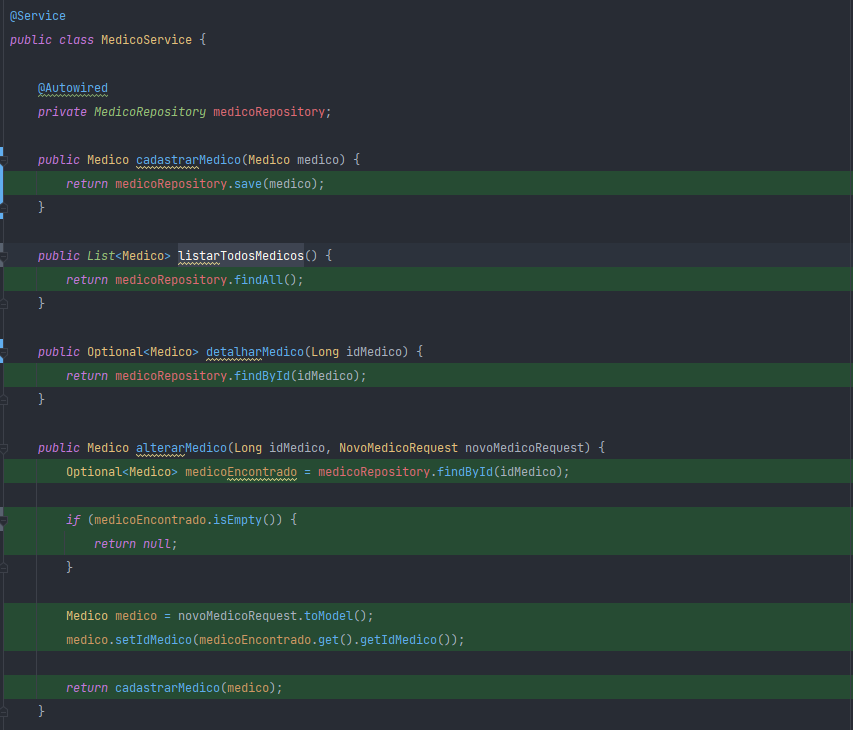 @Service
public class MedicoService {
@Autowired
private MedicoRepository medicoRepository;
public Medico cadastrarMedico(Medico medico) {
return medicoRepository.save(medico);
}
public List<Medico> listarTodosMedicos() {
return medicoRepository.findAll();
}
public Optional<Medico> detalharMedico(Long idMedico) {
return medicoRepository.findById(idMedico);
}
public Medico alterarMedico(Long idMedico, NovoMedicoRequest novoMedicoRequest) {
Optional<Medico> medicoEncontrado = medicoRepository.findById(idMedico);
if (medicoEncontrado.isEmpty()) {
return null;
}
Medico medico = novoMedicoRequest.toModel();
medico.setIdMedico(medicoEncontrado.get().getIdMedico());
return cadastrarMedico(medico);
}